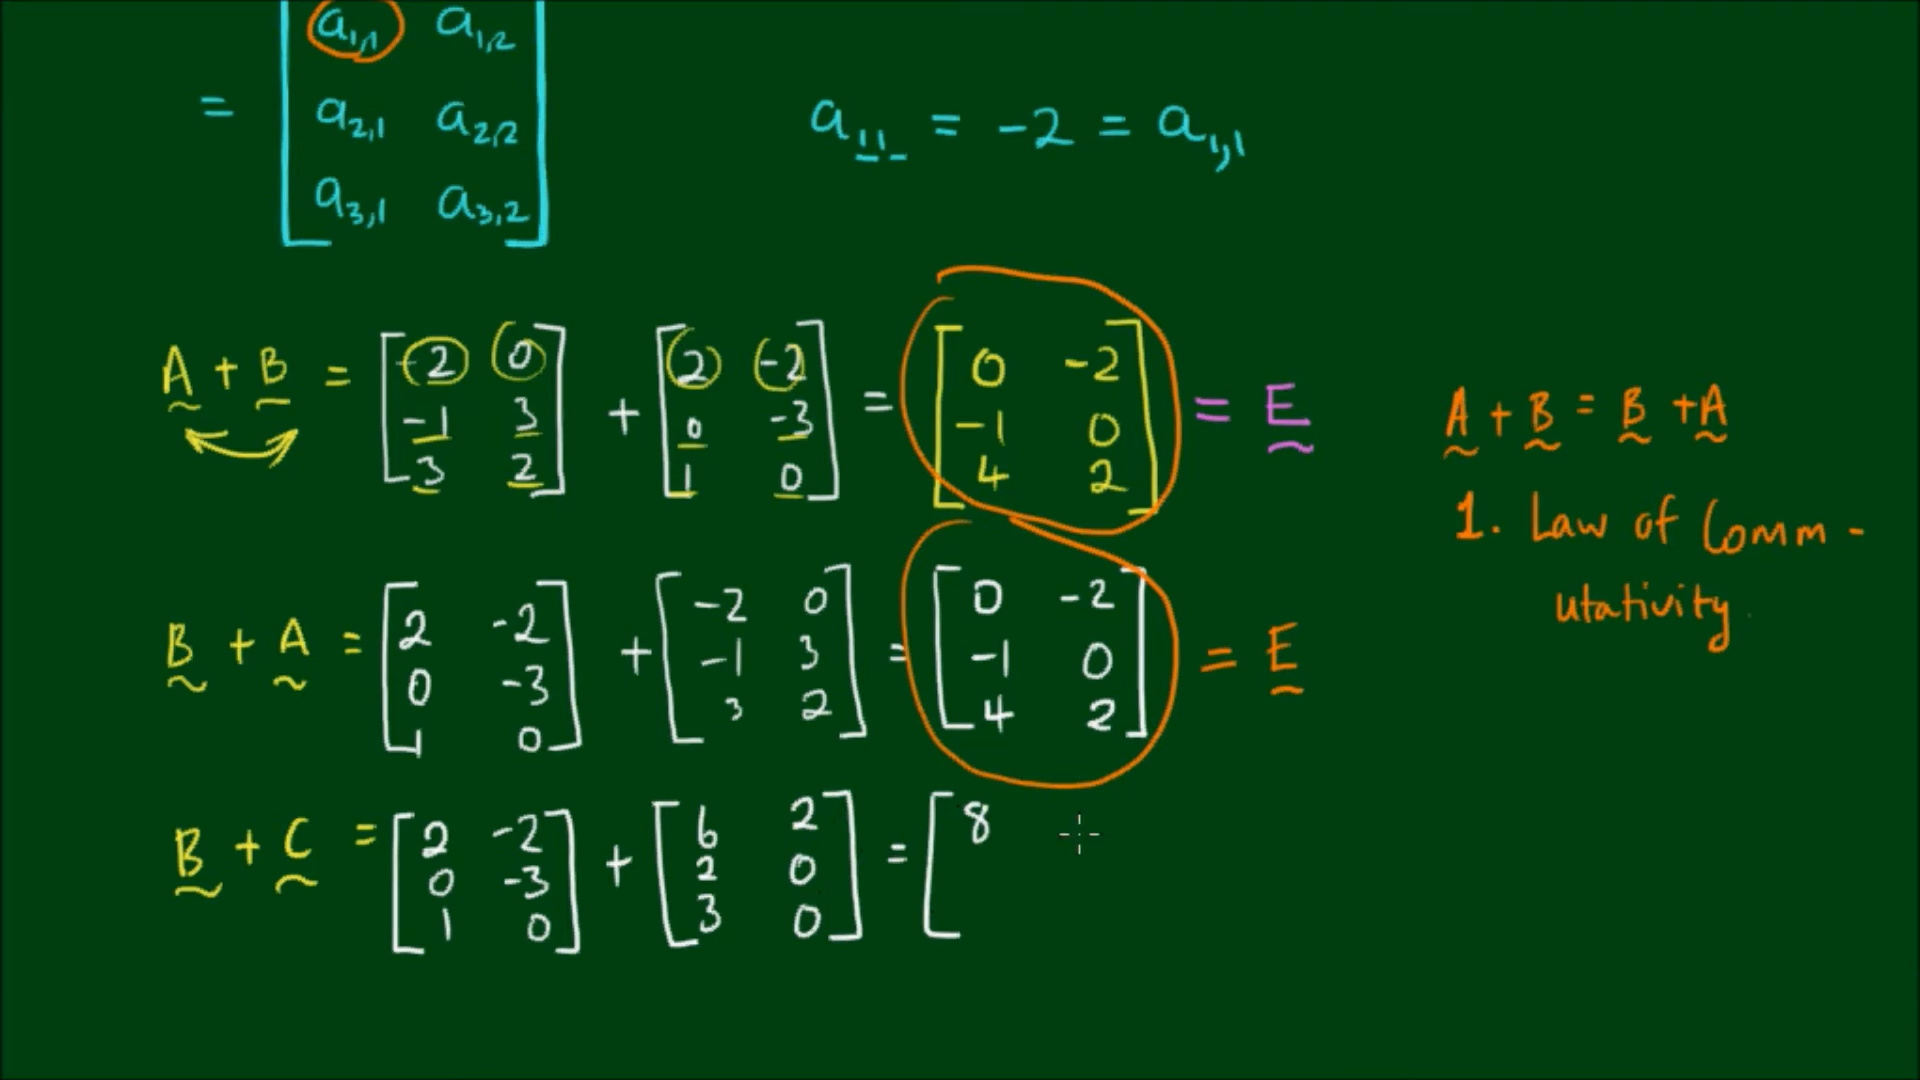 a1,1 a1,2
= a2,1 a2,2
a3,1 a3,2
a11 = -2 = a1,1
A + B = [-2 0 + [2 -2 = [0 -2 = E
-1 3] 0 -3] -1 0]
3 2 1 0 4 2
A + B = B + A
1. Law of Comm -
utativity
B + A = [2 -2 + [-2 0 = [0 -2 = E
0 -3] -1 3] -1 0]
1 0 3 2 4 2
B + C = [2 -2 + [6 2 = [8
0 -3] 2 0]
1 0 3 0